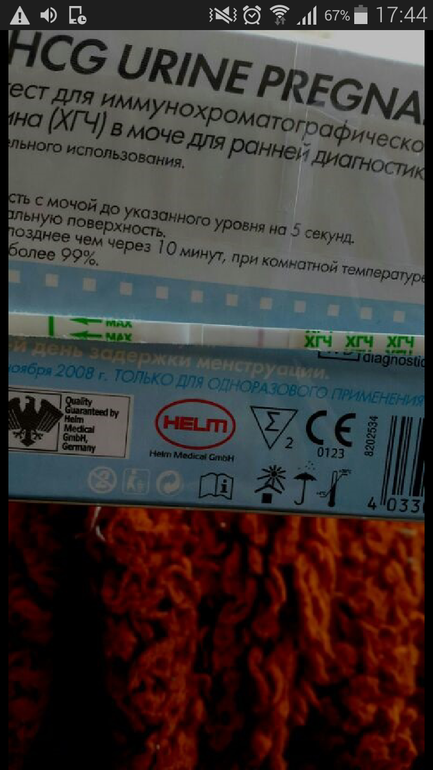 67% 17:44
HCG URINE PREGNA
ест для иммунохроматографическо
ина (ХГЧ) в моче для ранней диагностик
ельного использования.
сть с мочой до указанного уровня на 5 секунд.
альную поверхность.
позднее чем через 10 минут, при комнатной температуре
более 99%.
MAX
MAX
ХГЧ ХГЧ ХГЧ
й день задержки менструации.
diagnostic
ноября 2008 г. ТОЛЬКО ДЛЯ ОДНОРАЗОВОГО ПРИМЕНЕНИЯ
Quality
Guaranteed by
Helm
Medical
GmbH,
Germany
HELM
Helm Medical GmbH
Σ
2
CE
0123
8202534
4 033